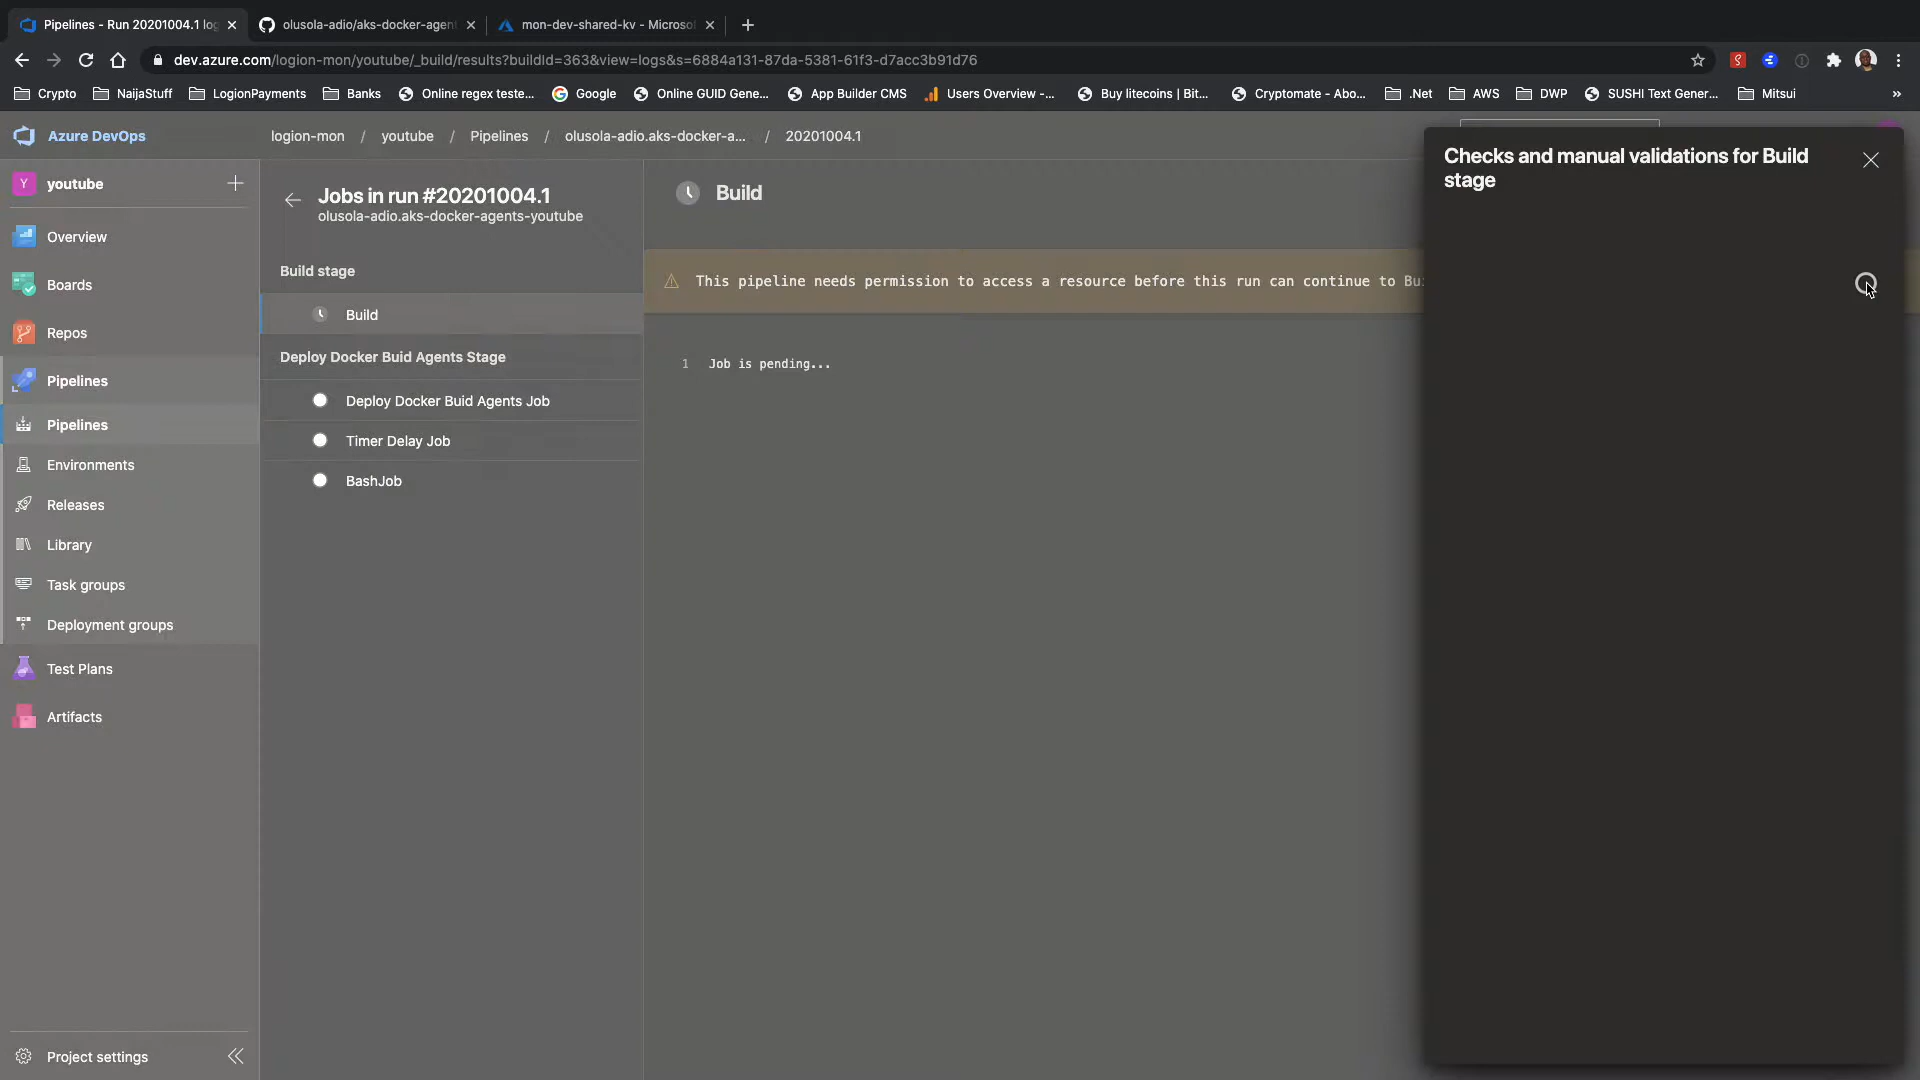 Pipelines - Run 20201004.1 log
olusola-adio/aks-docker-agent
mon-dev-shared-kv - Microsof
dev.azure.com/logion-mon/youtube/_build/results?buildId=363&view=logs&s=6884a131-87da-5381-61f3-d7acc3b91d76
Crypto NaijaStuff LogionPayments Banks Online regex teste... Google Online GUID Gene... App Builder CMS Users Overview -... Buy litecoins | Bit... Cryptomate - Abo... .Net AWS DWP SUSHI Text Gener... Mitsui »
Azure DevOps
logion-mon / youtube / Pipelines / olusola-adio.aks-docker-a... / 20201004.1
Y youtube
Overview
Boards
Repos
Pipelines
Pipelines
Environments
Releases
Library
Task groups
Deployment groups
Test Plans
Artifacts
Project settings
Jobs in run #20201004.1
olusola-adio.aks-docker-agents-youtube
Build stage
Build
Deploy Docker Buid Agents Stage
Deploy Docker Buid Agents Job
Timer Delay Job
BashJob
Build
This pipeline needs permission to access a resource before this run can continue to Bu
1 Job is pending...
Checks and manual validations for Build
stage